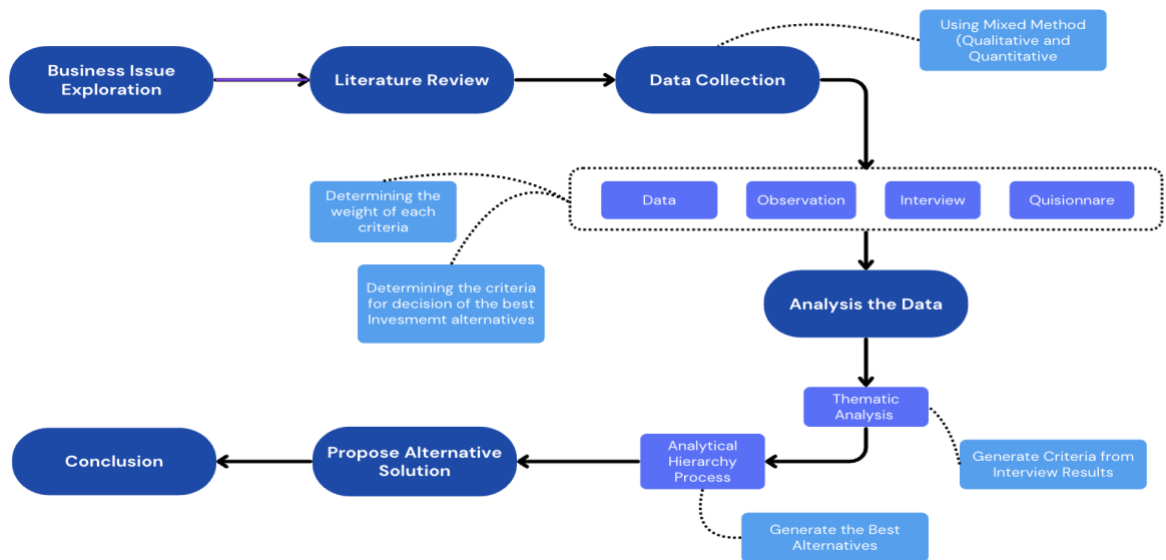 Business Issue
Exploration
Literature Review
Data Collection
Using Mixed Method
(Qualitative and
Quantitative
Determining the
weight of each
criteria
Data
Observation
Interview
Quisionnare
Determining the criteria
for decision of the best
Invesmemt alternatives
Analysis the Data
Thematic
Analysis
Generate Criteria from
Interview Results
Analytical
Hierarchy
Process
Propose Alternative
Solution
Conclusion
Generate the Best
Alternatives